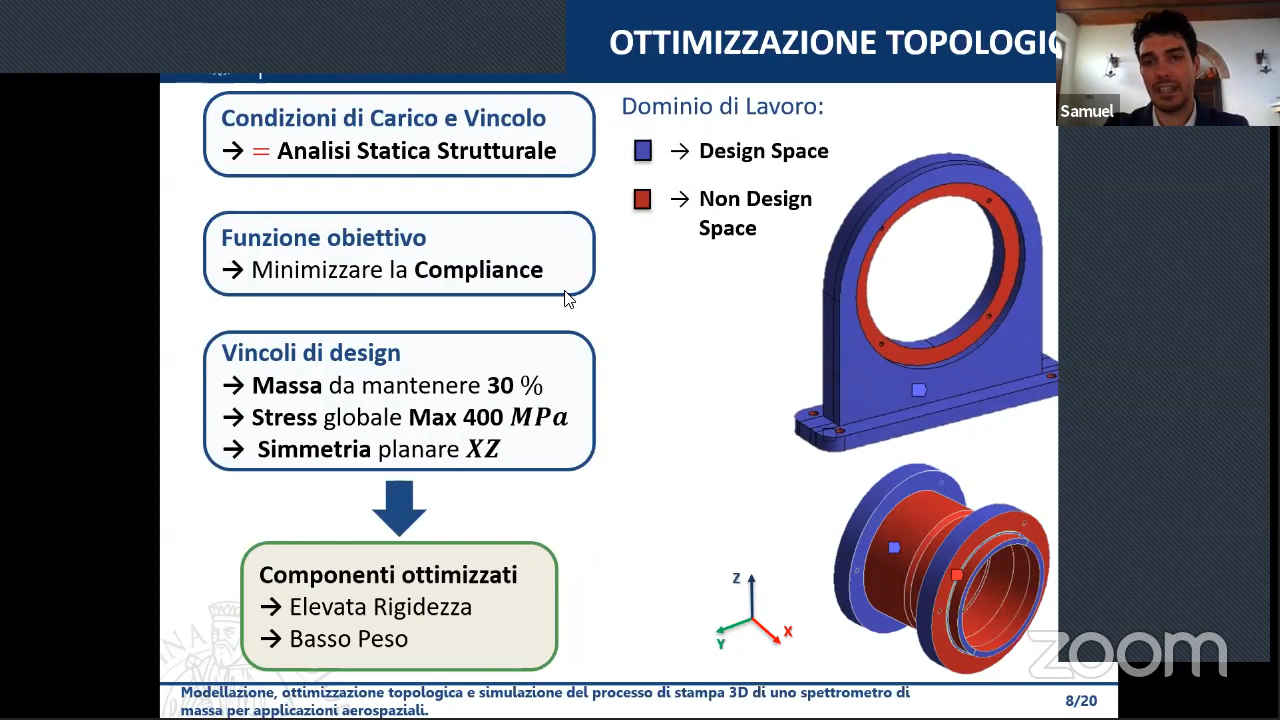 OTTIMIZZAZIONE TOPOLOGIC
Samuel
Condizioni di Carico e Vincolo
→ = Analisi Statica Strutturale
Funzione obiettivo
→ Minimizzare la Compliance
Vincoli di design
→ Massa da mantenere 30 %
→ Stress globale Max 400 MPa
→ Simmetria planare XZ
Componenti ottimizzati
→ Elevata Rigidezza
→ Basso Peso
Dominio di Lavoro:
→ Design Space
→ Non Design
Space
Z
Y
X
zoom
Modellazione, ottimizzazione topologica e simulazione del processo di stampa 3D di uno spettrometro di
massa per applicazioni aerospaziali.
8/20